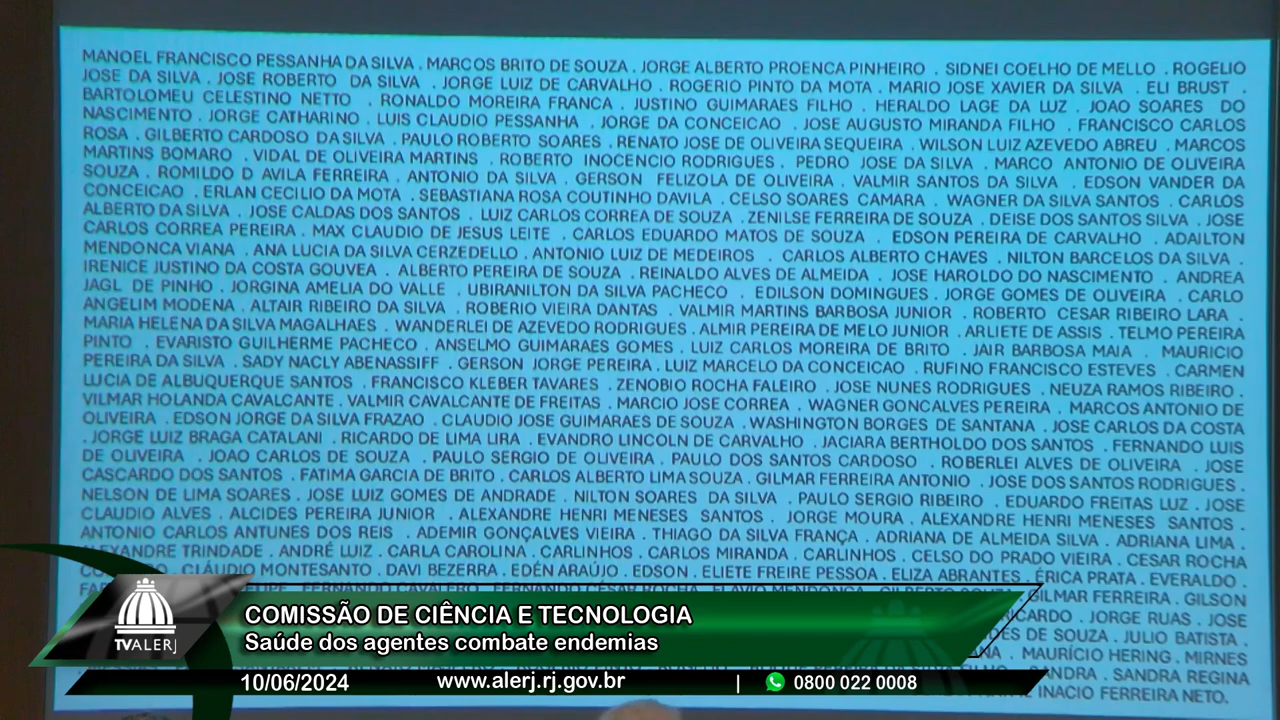 MANOEL FRANCISCO PESSANHA DA SILVA . MARCOS BRITO DE SOUZA . JORGE ALBERTO PROENCA PINHEIRO . SIDNEI COELHO DE MELLO . ROGELIO
JOSE DA SILVA . JOSE ROBERTO DA SILVA . JORGE LUIZ DE CARVALHO . ROGERIO PINTO DA MOTA . MARIO JOSE XAVIER DA SILVA . ELI BRUST .
BARTOLOMEU CELESTINO NETTO . RONALDO MOREIRA FRANCA . JUSTINO GUIMARAES FILHO . HERALDO LAGE DA LUZ . JOAO SOARES DO
NASCIMENTO . JORGE CATHARINO . LUIS CLAUDIO PESSANHA . JORGE DA CONCEICAO . JOSE AUGUSTO MIRANDA FILHO . FRANCISCO CARLOS
ROSA . GILBERTO CARDOSO DA SILVA . PAULO ROBERTO SOARES . RENATO JOSE DE OLIVEIRA SEQUEIRA . WILSON LUIZ AZEVEDO ABREU . MARCOS
MARTINS BOMARO . VIDAL DE OLIVEIRA MARTINS . ROBERTO INOCENCIO RODRIGUES . PEDRO JOSE DA SILVA . MARCO ANTONIO DE OLIVEIRA
SOUZA . ROMILDO D AVILA FERREIRA . ANTONIO DA SILVA . GERSON FELIZOLA DE OLIVEIRA . VALMIR SANTOS DA SILVA . EDSON VANDER DA
CONCEICAO . ERLAN CECILIO DA MOTA . SEBASTIANA ROSA COUTINHO DAVILA . CELSO SOARES CAMARA . WAGNER DA SILVA SANTOS . CARLOS
ALBERTO DA SILVA . JOSE CALDAS DOS SANTOS . LUIZ CARLOS CORREA DE SOUZA . ZENILSE FERREIRA DE SOUZA . DEISE DOS SANTOS SILVA . JOSE
CARLOS CORREA PEREIRA . MAX CLAUDIO DE JESUS LEITE . CARLOS EDUARDO MATOS DE SOUZA . EDSON PEREIRA DE CARVALHO . ADAILTON
MENDONCA VIANA . ANA LUCIA DA SILVA CERZEDELLO . ANTONIO LUIZ DE MEDEIROS . CARLOS ALBERTO CHAVES . NILTON BARCELOS DA SILVA .
IRENICE JUSTINO DA COSTA GOUVEA . ALBERTO PEREIRA DE SOUZA . REINALDO ALVES DE ALMEIDA . JOSE HAROLDO DO NASCIMENTO . ANDREA
JAGL DE PINHO . JORGINA AMELIA DO VALLE . UBIRANILTON DA SILVA PACHECO . EDILSON DOMINGUES . JORGE GOMES DE OLIVEIRA . CARLO
ANGELIM MODENA . ALTAIR RIBEIRO DA SILVA . ROBERIO VIEIRA DANTAS . VALMIR MARTINS BARBOSA JUNIOR . ROBERTO CESAR RIBEIRO LARA .
MARIA HELENA DA SILVA MAGALHAES . WANDERLEI DE AZEVEDO RODRIGUES . ALMIR PEREIRA DE MELO JUNIOR . ARLIETE DE ASSIS . TELMO PEREIRA
PINTO . EVARISTO GUILHERME PACHECO . ANSELMO GUIMARAES GOMES . LUIZ CARLOS MOREIRA DE BRITO . JAIR BARBOSA MAIA . MAURICIO
PEREIRA DA SILVA . SADY NACLY ABENASSIFF . GERSON JORGE PEREIRA . LUIZ MARCELO DA CONCEICAO . RUFINO FRANCISCO ESTEVES . CARMEN
LUCIA DE ALBUQUERQUE SANTOS . FRANCISCO KLEBER TAVARES . ZENOBIO ROCHA FALEIRO . JOSE NUNES RODRIGUES . NEUZA RAMOS RIBEIRO .
VILMAR HOLANDA CAVALCANTE . VALMIR CAVALCANTE DE FREITAS . MARCIO JOSE CORREA . WAGNER GONCALVES PEREIRA . MARCOS ANTONIO DE
OLIVEIRA . EDSON JORGE DA SILVA FRAZAO . CLAUDIO JOSE GUIMARAES DE SOUZA . WASHINGTON BORGES DE SANTANA . JOSE CARLOS DA COSTA
. JORGE LUIZ BRAGA CATALANI . RICARDO DE LIMA LIRA . EVANDRO LINCOLN DE CARVALHO . JACIARA BERTHOLDO DOS SANTOS . FERNANDO LUIS
DE OLIVEIRA . JOAO CARLOS DE SOUZA . PAULO SERGIO DE OLIVEIRA . PAULO DOS SANTOS CARDOSO . ROBERLEI ALVES DE OLIVEIRA . JOSE
CASCARDO DOS SANTOS . FATIMA GARCIA DE BRITO . CARLOS ALBERTO LIMA SOUZA . GILMAR FERREIRA ANTONIO . JOSE DOS SANTOS RODRIGUES .
NELSON DE LIMA SOARES . JOSE LUIZ GOMES DE ANDRADE . NILTON SOARES DA SILVA . PAULO SERGIO RIBEIRO . EDUARDO FREITAS LUZ . JOSE
CLAUDIO ALVES . ALCIDES PEREIRA JUNIOR . ALEXANDRE HENRI MENESES SANTOS . JORGE MOURA . ALEXANDRE HENRI MENESES SANTOS .
ANTONIO CARLOS ANTUNES DOS REIS . ADEMIR GONÇALVES VIEIRA . THIAGO DA SILVA FRANÇA . ADRIANA DE ALMEIDA SILVA . ADRIANA LIMA .
ALEXANDRE TRINDADE . ANDRÉ LUIZ . CARLA CAROLINA . CARLINHOS . CARLOS MIRANDA . CARLINHOS . CELSO DO PRADO VIEIRA . CESAR ROCHA
. CLÁUDIO MONTESANTO . DAVI BEZERRA . EDÉN ARAÚJO . EDSON . ELIETE FREIRE PESSOA . ELIZA ABRANTES . ÉRICA PRATA . EVERALDO .
FERNANDO CAVALERO . FERNANDO CÉSAR ROCHA . FLAVIO MENDONÇA . GILBERTO SOUZA . GILMAR FERREIRA . GILSON
RICARDO . JORGE RUAS . JOSE
DE SOUZA . JULIO BATISTA .
. MAURÍCIO HERING . MIRNES
. SANDRA REGINA
INACIO FERREIRA NETO.
TVALERJ
COMISSÃO DE CIÊNCIA E TECNOLOGIA
Saúde dos agentes combate endemias
10/06/2024 www.alerj.rj.gov.br | 0800 022 0008